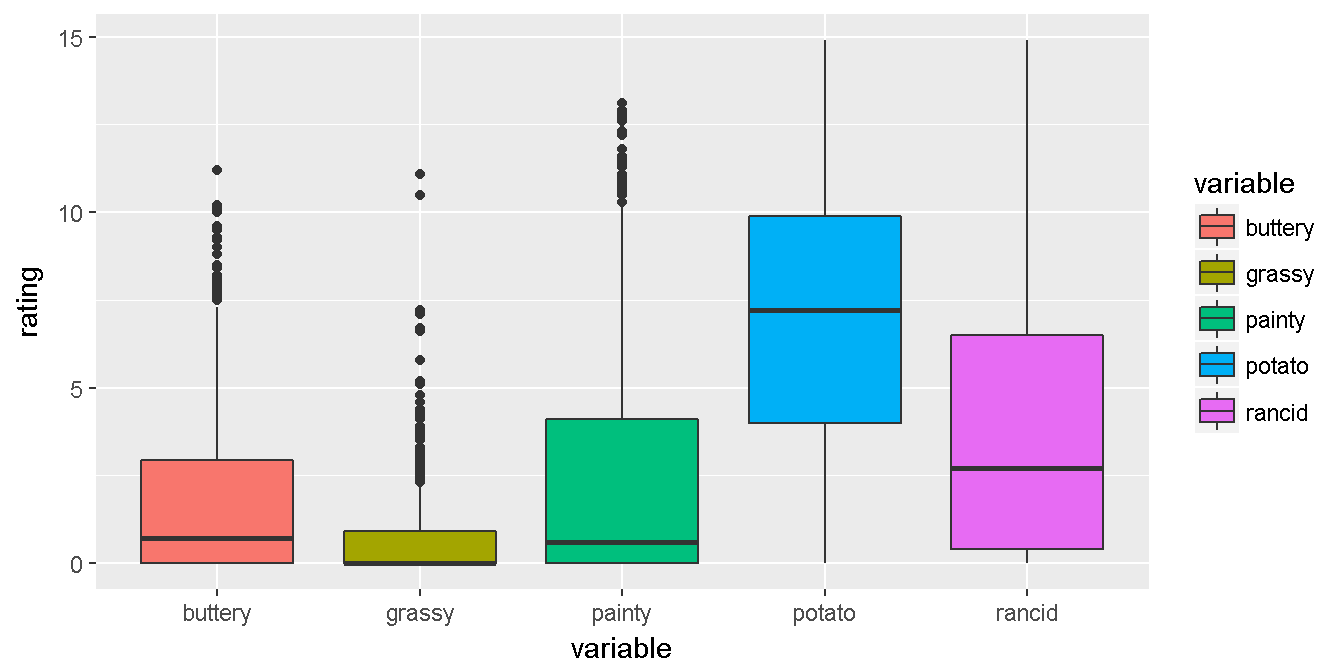 rating
15
10
5
0
buttery
grassy
painty
potato
rancid
variable
variable
buttery
grassy
painty
potato
rancid